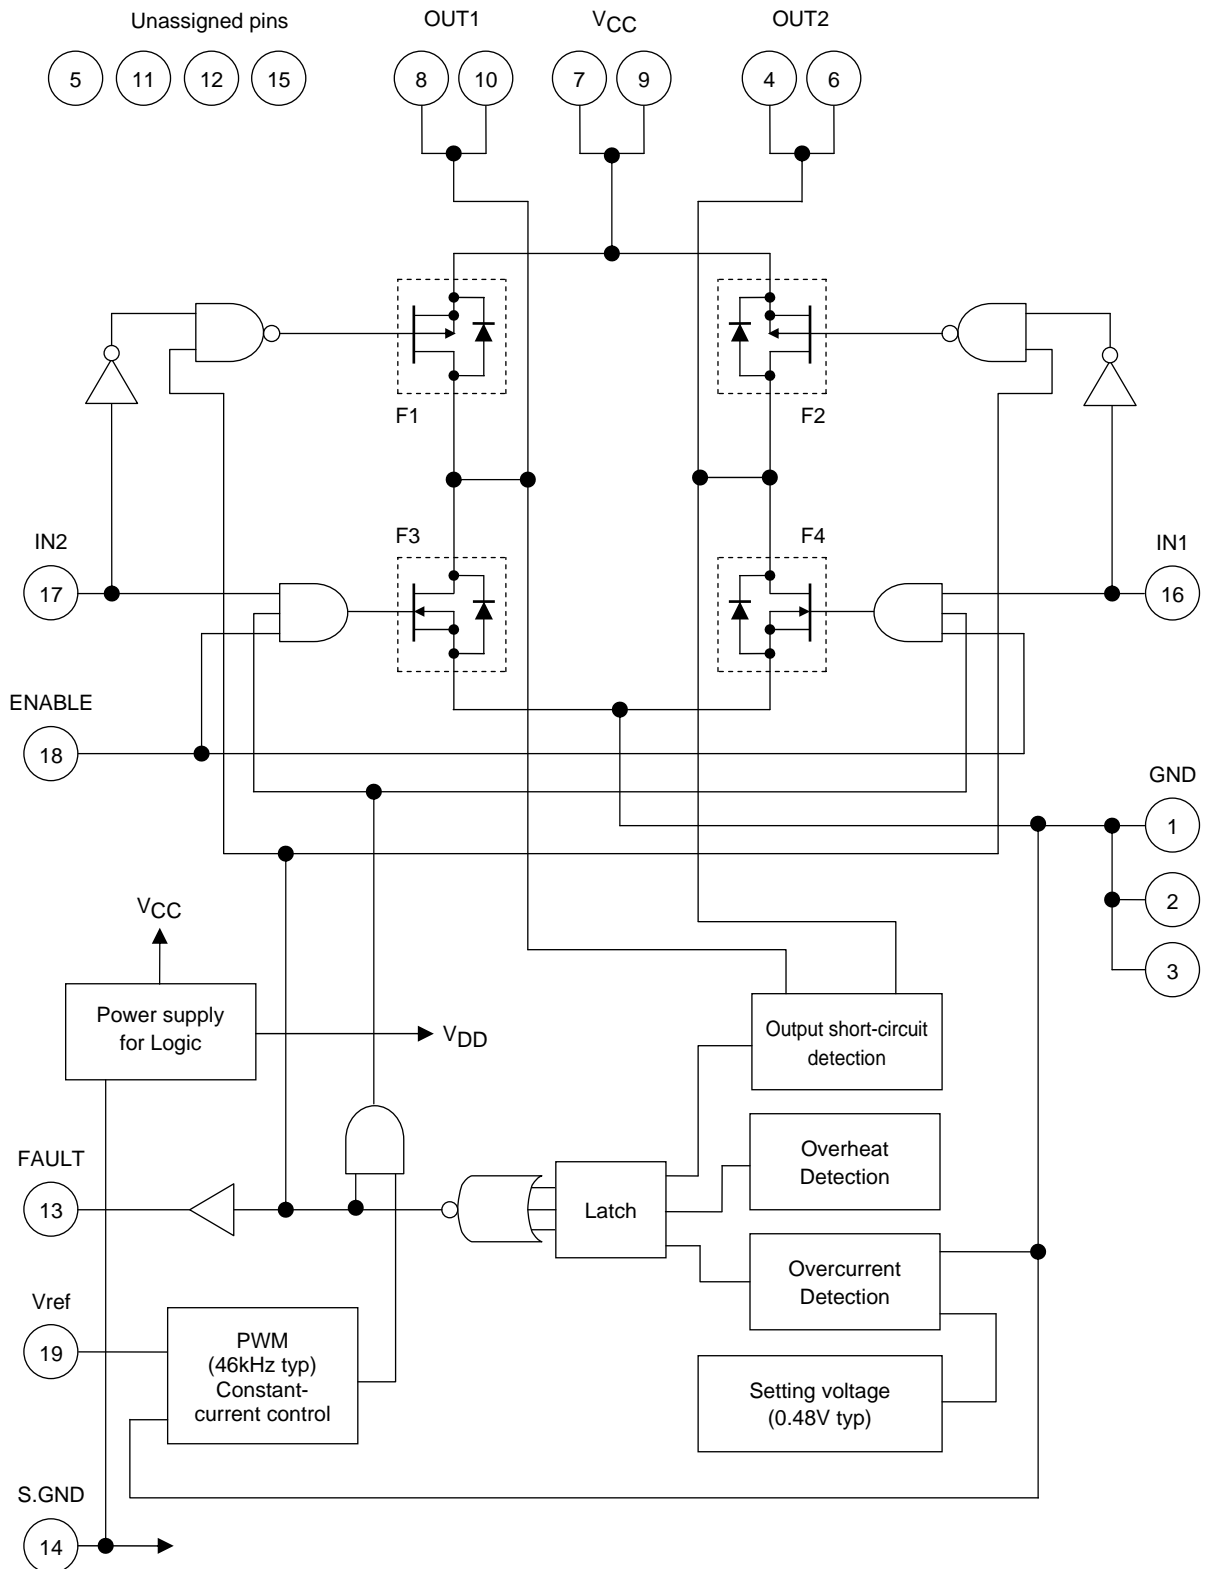 Unassigned pins
OUT1
VCC
OUT2
5
11
12
15
8
10
7
9
4
6
F1
F2
F3
F4
IN2
17
IN1
16
ENABLE
18
GND
1
2
3
VCC
Power supply
for Logic
VDD
Output short-circuit
detection
Overheat
Detection
FAULT
13
Latch
Overcurrent
Detection
Vref
19
PWM
(46kHz typ)
Constant-
current control
Setting voltage
(0.48V typ)
S.GND
14